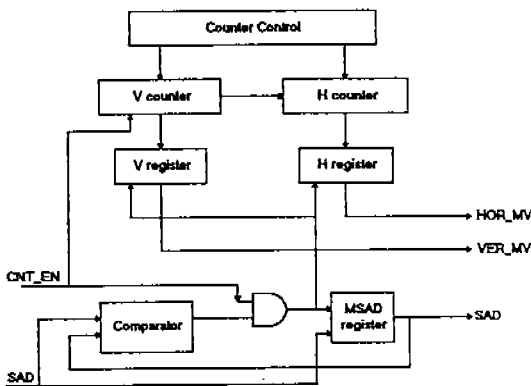 Counter Control
V counter
H counter
V register
H register
HOR_MV
VER_MV
CNT_EN
Comparator
MSAD
register
SAD
SAD